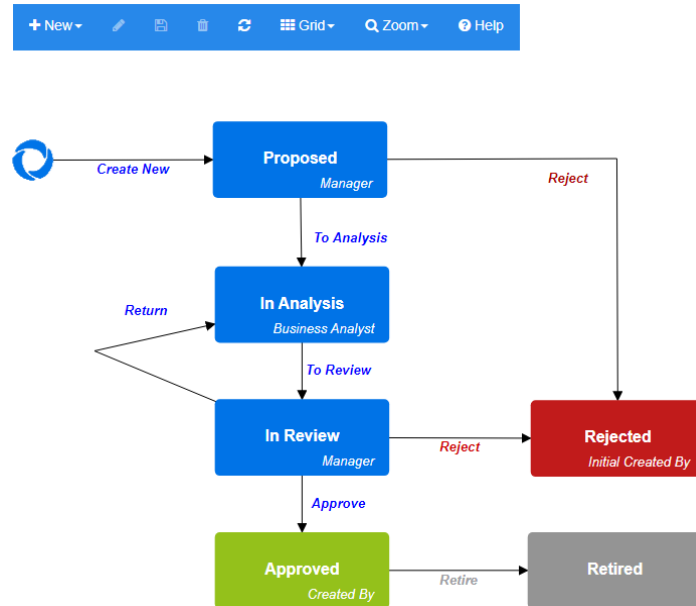 New
Grid
Zoom
Help
Proposed
Manager
Create New
Reject
To Analysis
In Analysis
Business Analyst
Return
To Review
In Review
Manager
Reject
Rejected
Initial Created By
Approve
Approved
Created By
Retire
Retired